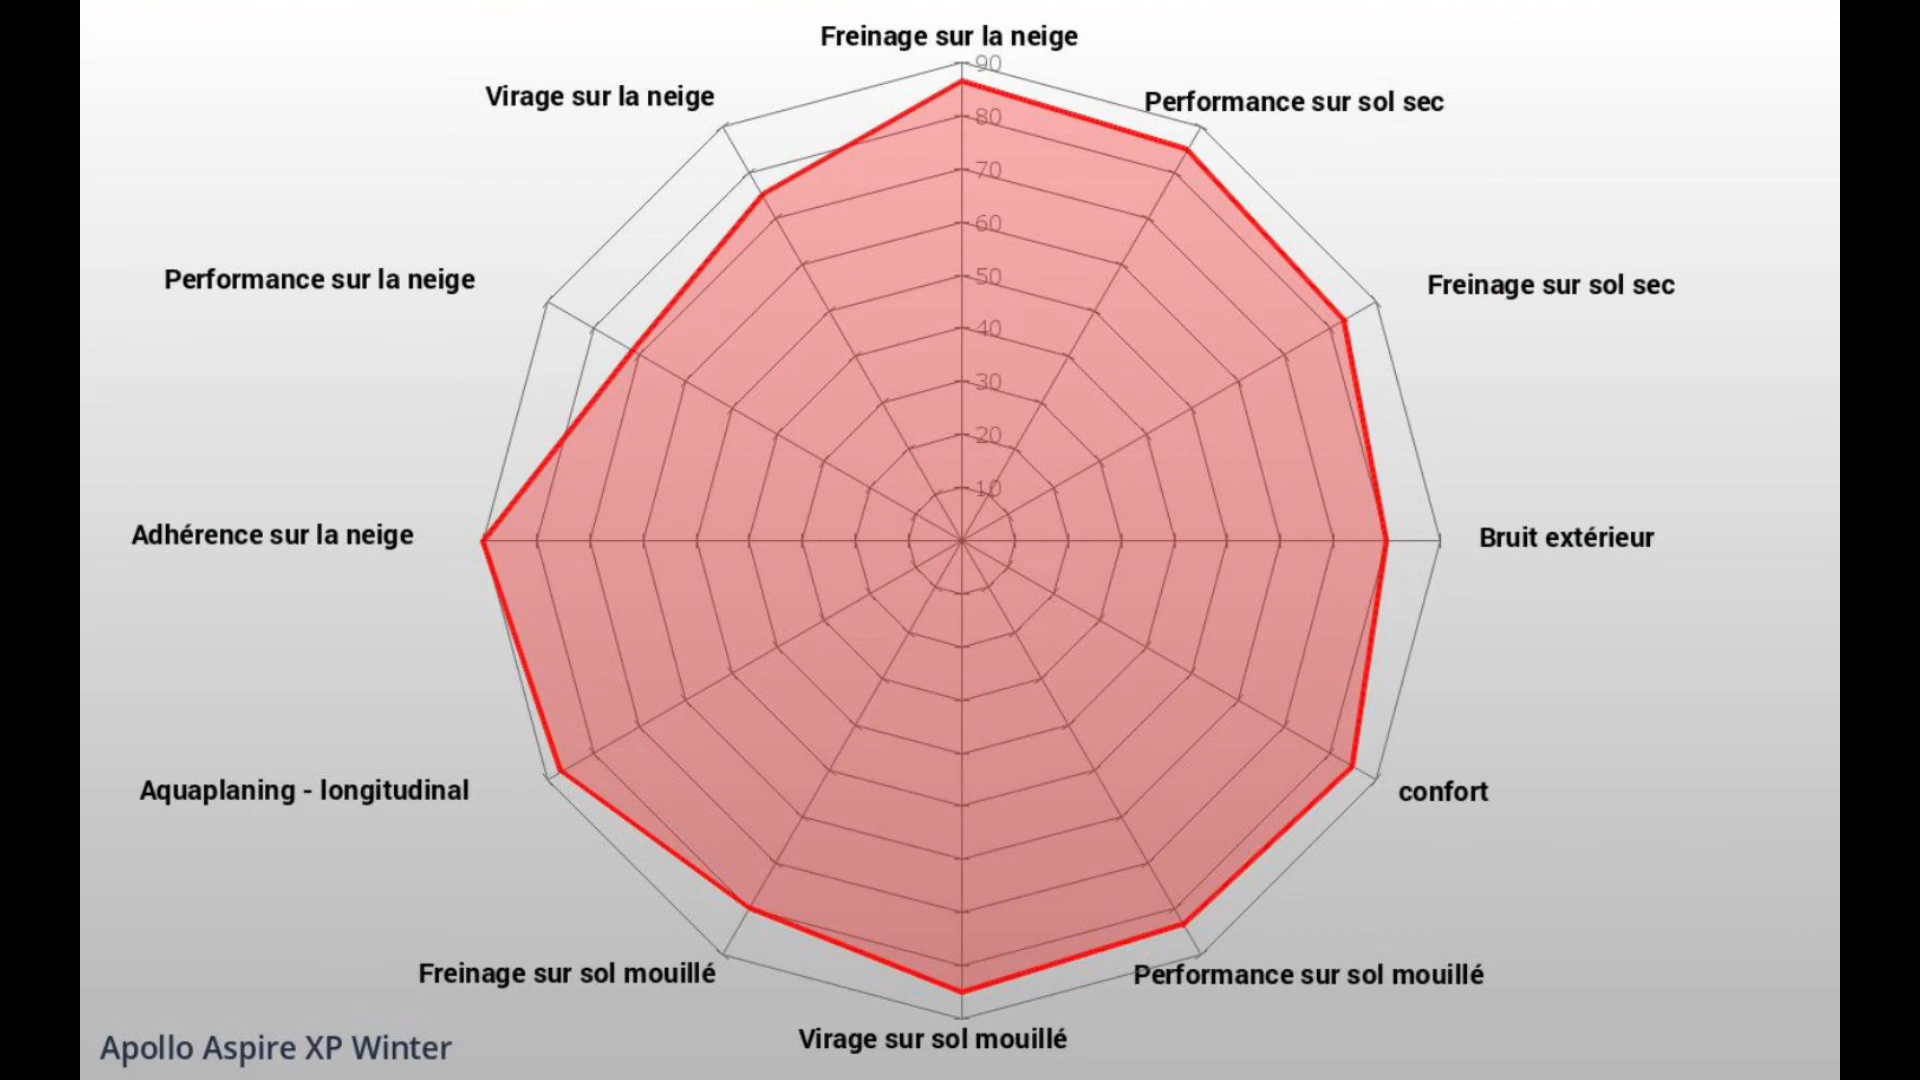 Freinage sur la neige
90
Virage sur la neige
Performance sur sol sec
80
70
60
Performance sur la neige
50
Freinage sur sol sec
40
30
20
10
Adhérence sur la neige
Bruit extérieur
Aquaplaning - longitudinal
confort
Freinage sur sol mouillé
Performance sur sol mouillé
Virage sur sol mouillé
Apollo Aspire XP Winter